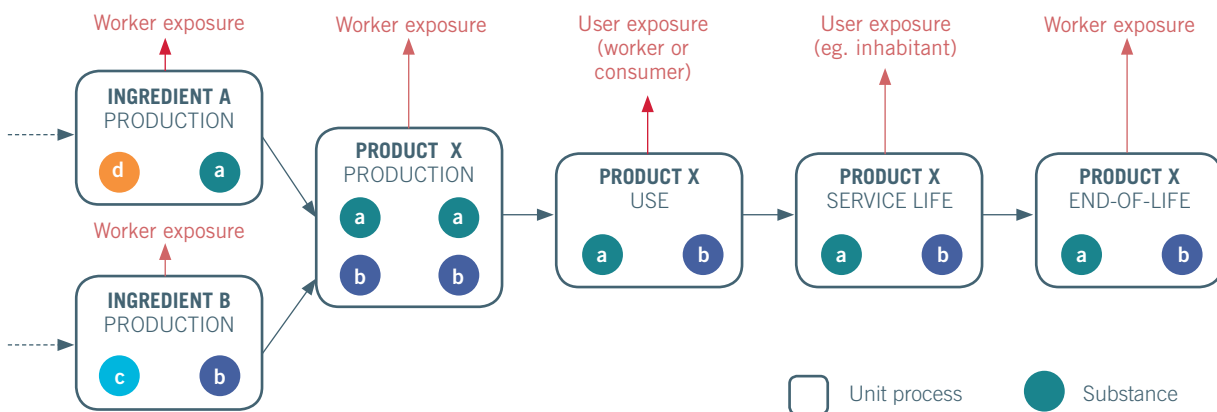 Worker exposure
INGREDIENT A
PRODUCTION
d a
Worker exposure
INGREDIENT B
PRODUCTION
c b
Worker exposure
PRODUCT X
PRODUCTION
a a
b b
User exposure
(worker or
consumer)
PRODUCT X
USE
a b
User exposure
(eg. inhabitant)
PRODUCT X
SERVICE LIFE
a b
Worker exposure
PRODUCT X
END-OF-LIFE
a b
Unit process
Substance